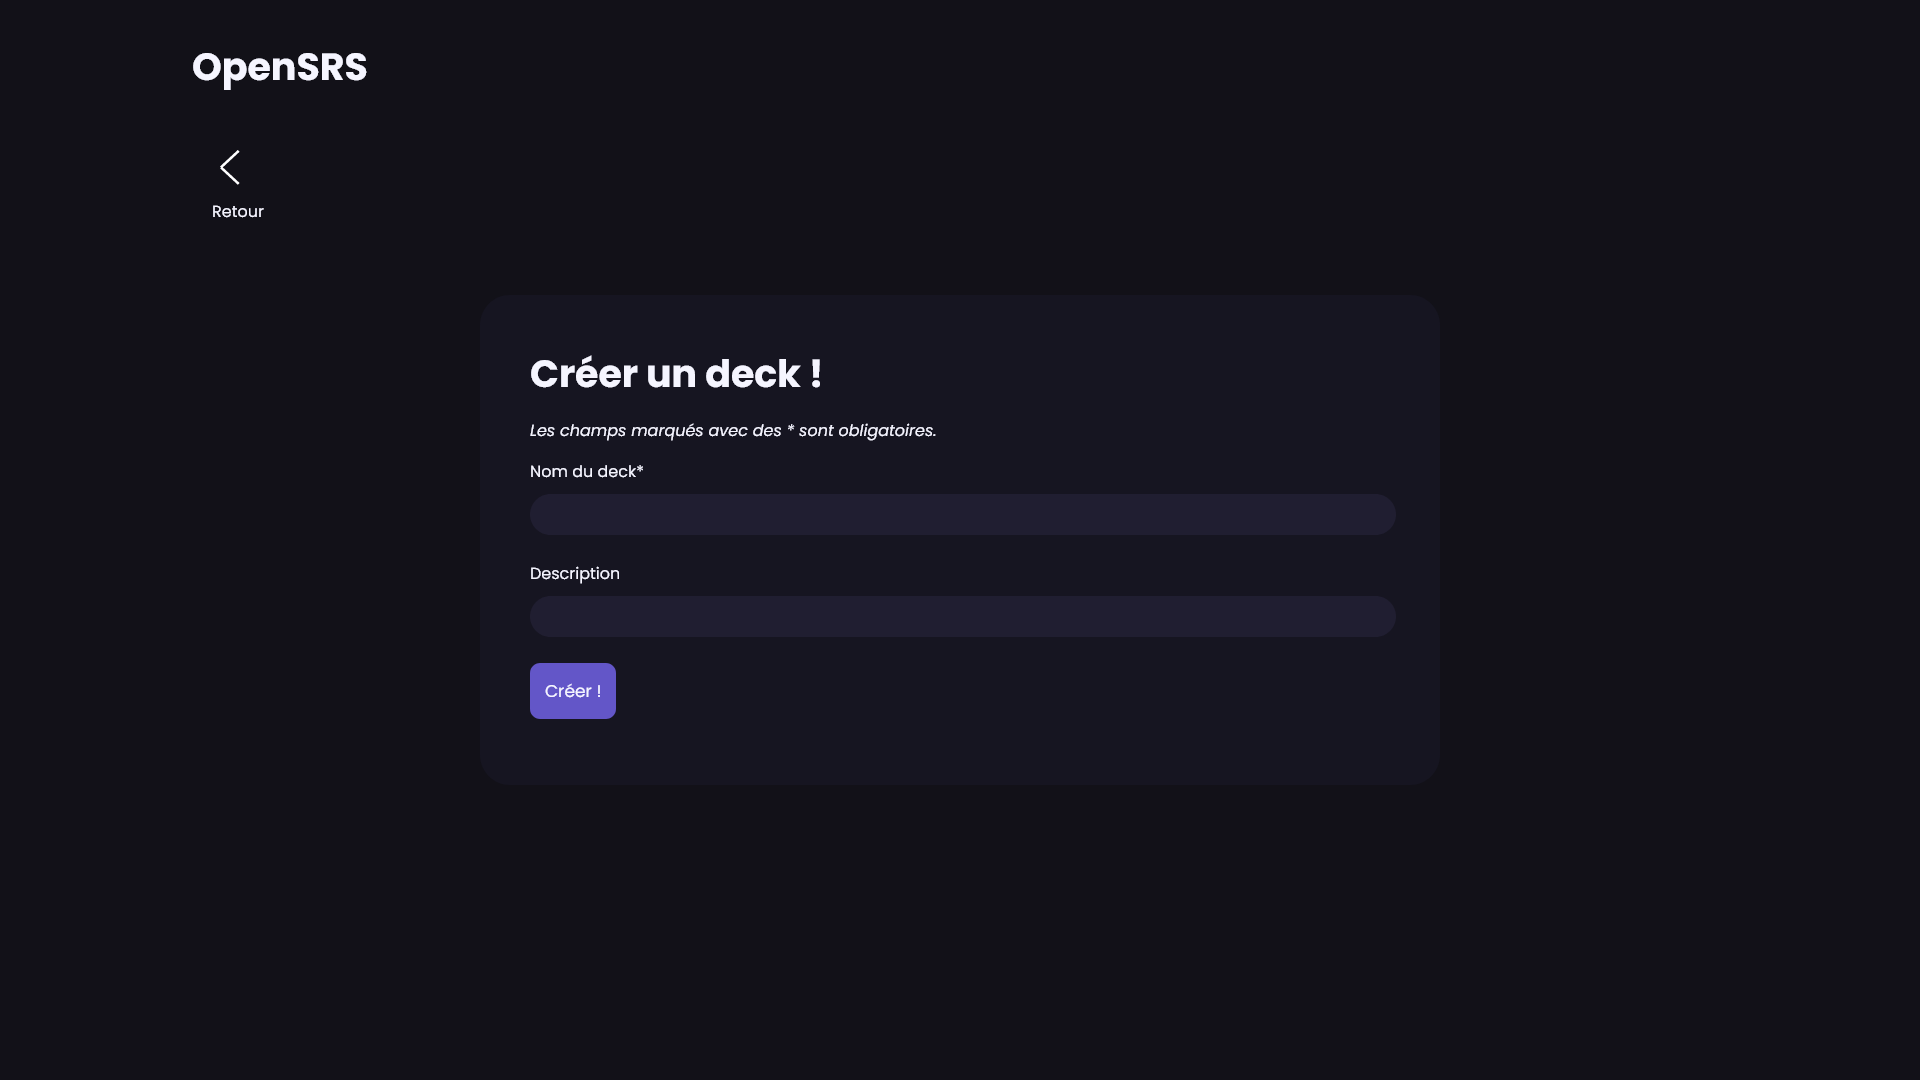 OpenSRS
Retour
Créer un deck !
Les champs marqués avec des * sont obligatoires.
Nom du deck*
Description
Créer !